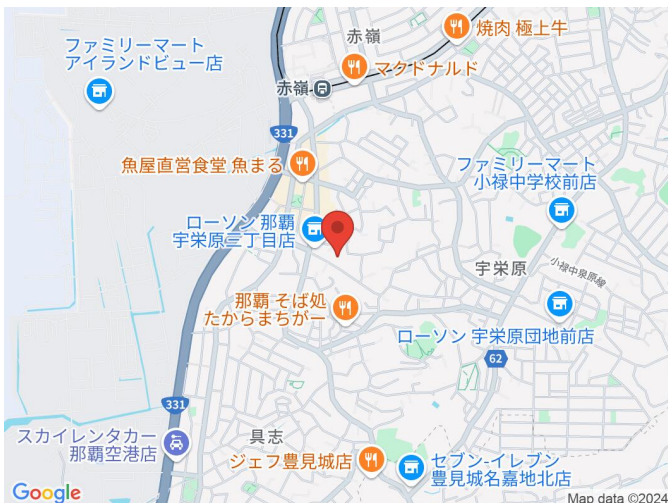 赤嶺
焼肉 極上牛
ファミリーマート
アイランドビュー店
マクドナルド
赤嶺
331
魚屋直営食堂 魚まる
ファミリーマート
小禄中学校前店
ローソン 那覇
宇栄原三丁目店
宇栄原
小禄中泉原線
那覇 そば処
たからまちがー
ローソン 宇栄原団地前店
62
331
スカイレンタカー
那覇空港店
具志
ジェフ豊見城店
セブン-イレブン
豊見城名嘉地北店
Google
Map data ©2024